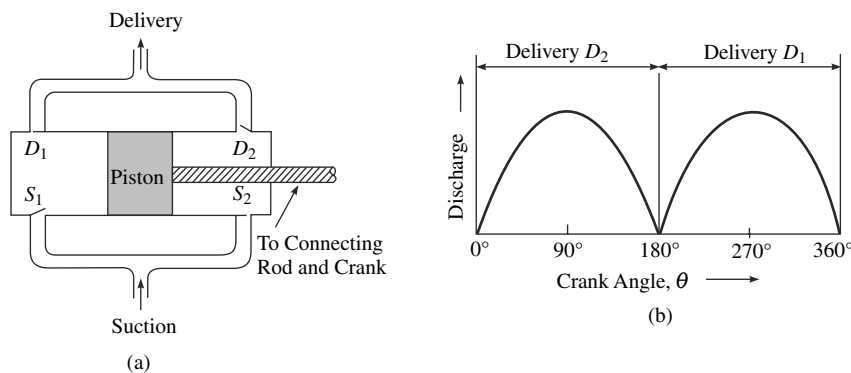 Delivery
D₁
D₂
Piston
S₁
S₂
To Connecting
Rod and Crank
Suction
(a)
Delivery D₂
Delivery D₁
Discharge
0°
90°
180°
270°
360°
Crank Angle, θ
(b)